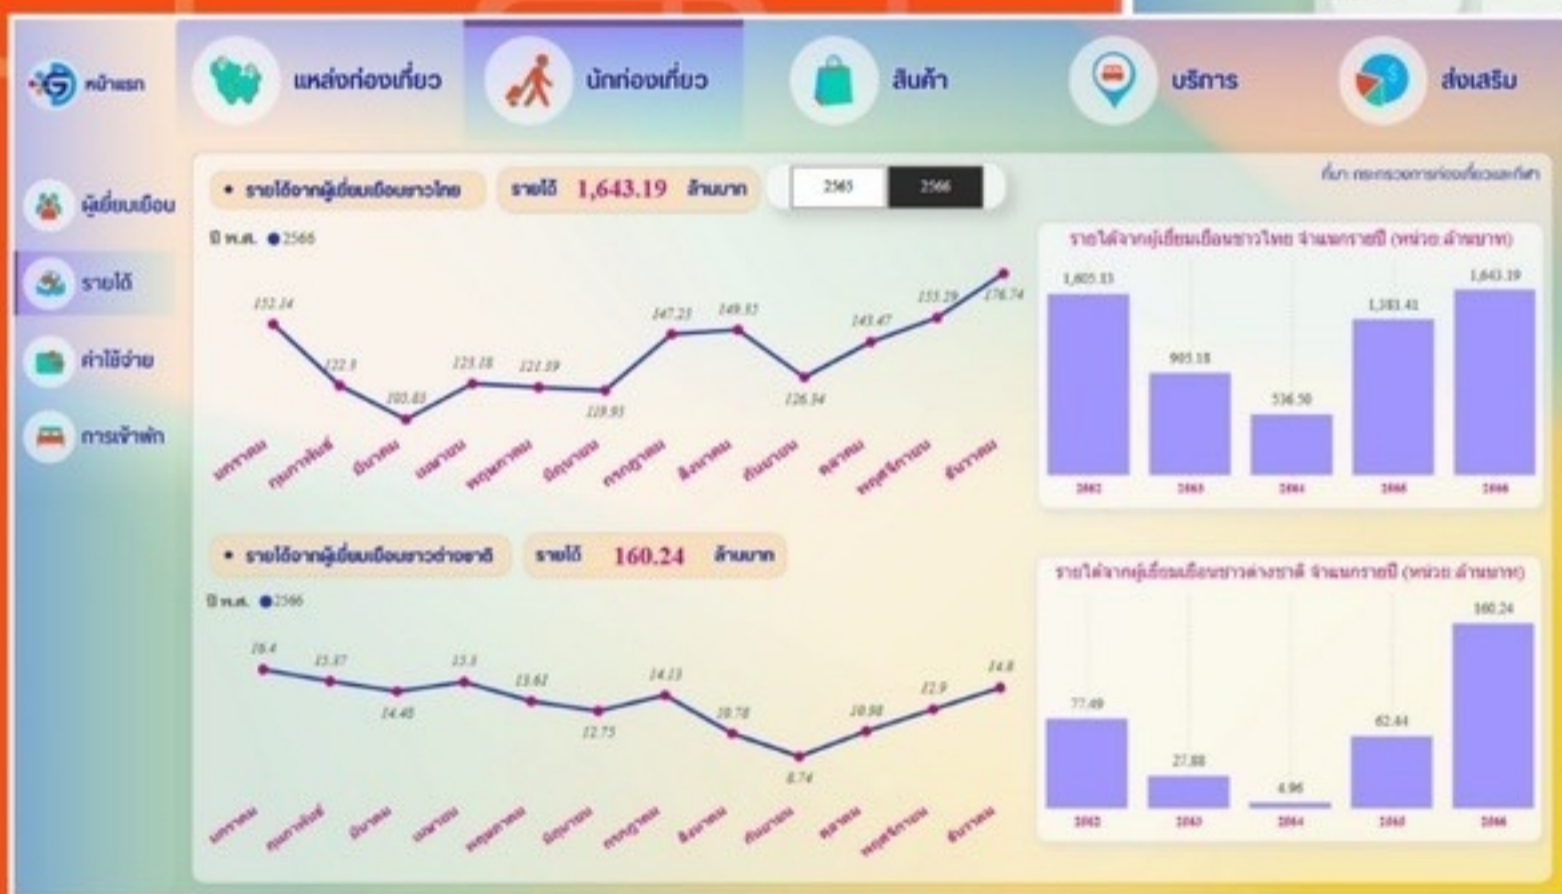 หน้าแรก
แหล่งท่องเที่ยว
นักท่องเที่ยว
สินค้า
บริการ
ส่งเสริม
ผู้เยี่ยมเยือน
รายได้
ค่าใช้จ่าย
การเข้าพัก
• รายได้จากผู้เยี่ยมเยือนชาวไทย
รายได้ 1,643.19 ล้านบาท
2565 2566
ที่มา: กระทรวงการท่องเที่ยวและกีฬา
ปี พ.ศ. 2566
152.14 122.3 105.83 123.18 121.59 119.93 147.23 149.35 126.34 143.47 155.29 176.74
มกราคม กุมภาพันธ์ มีนาคม เมษายน พฤษภาคม มิถุนายน กรกฎาคม สิงหาคม กันยายน ตุลาคม พฤศจิกายน ธันวาคม
รายได้จากผู้เยี่ยมเยือนชาวไทย จำแนกรายปี (หน่วย:ล้านบาท)
1,605.13 905.18 536.50 1,383.41 1,643.19
2562 2563 2564 2565 2566
• รายได้จากผู้เยี่ยมเยือนชาวต่างชาติ
รายได้ 160.24 ล้านบาท
ปี พ.ศ. 2566
16.4 15.37 14.48 15.3 13.62 12.75 14.13 10.78 8.74 10.98 12.9 14.8
มกราคม กุมภาพันธ์ มีนาคม เมษายน พฤษภาคม มิถุนายน กรกฎาคม สิงหาคม กันยายน ตุลาคม พฤศจิกายน ธันวาคม
รายได้จากผู้เยี่ยมเยือนชาวต่างชาติ จำแนกรายปี (หน่วย:ล้านบาท)
77.49 27.88 4.96 62.44 160.24
2562 2563 2564 2565 2566